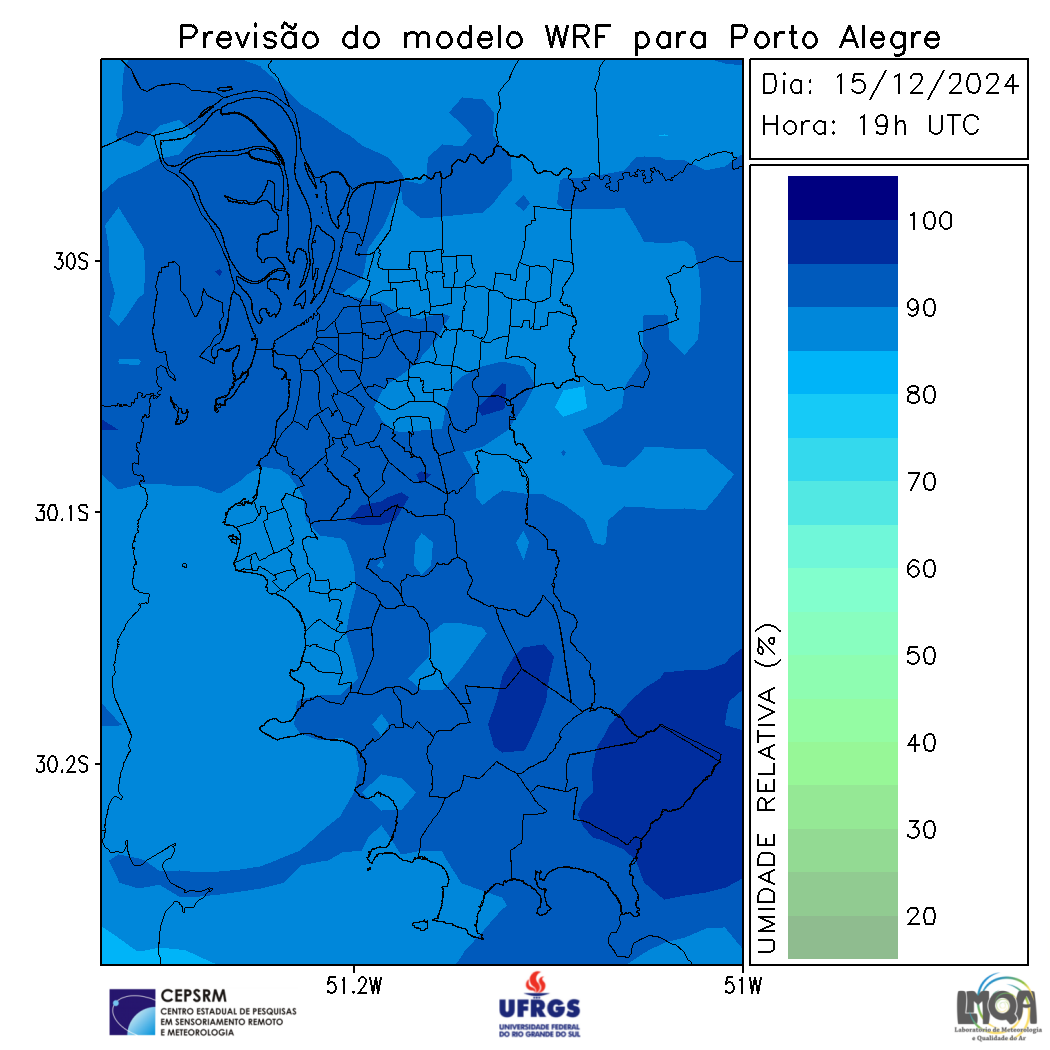 Previsão do modelo WRF para Porto Alegre
Dia: 15/12/2024
Hora: 19h UTC
30S
30.1S
30.2S
51.2W
51W
100
90
80
70
60
50
40
30
20
UMIDADE RELATIVA (%)
CEPSRM
CENTRO ESTADUAL DE PESQUISAS
EM SENSORIAMENTO REMOTO
E METEOROLOGIA
UFRGS
UNIVERSIDADE FEDERAL
DO RIO GRANDE DO SUL
LMQA
Laboratório de Meteorologia
e Qualidade do Ar